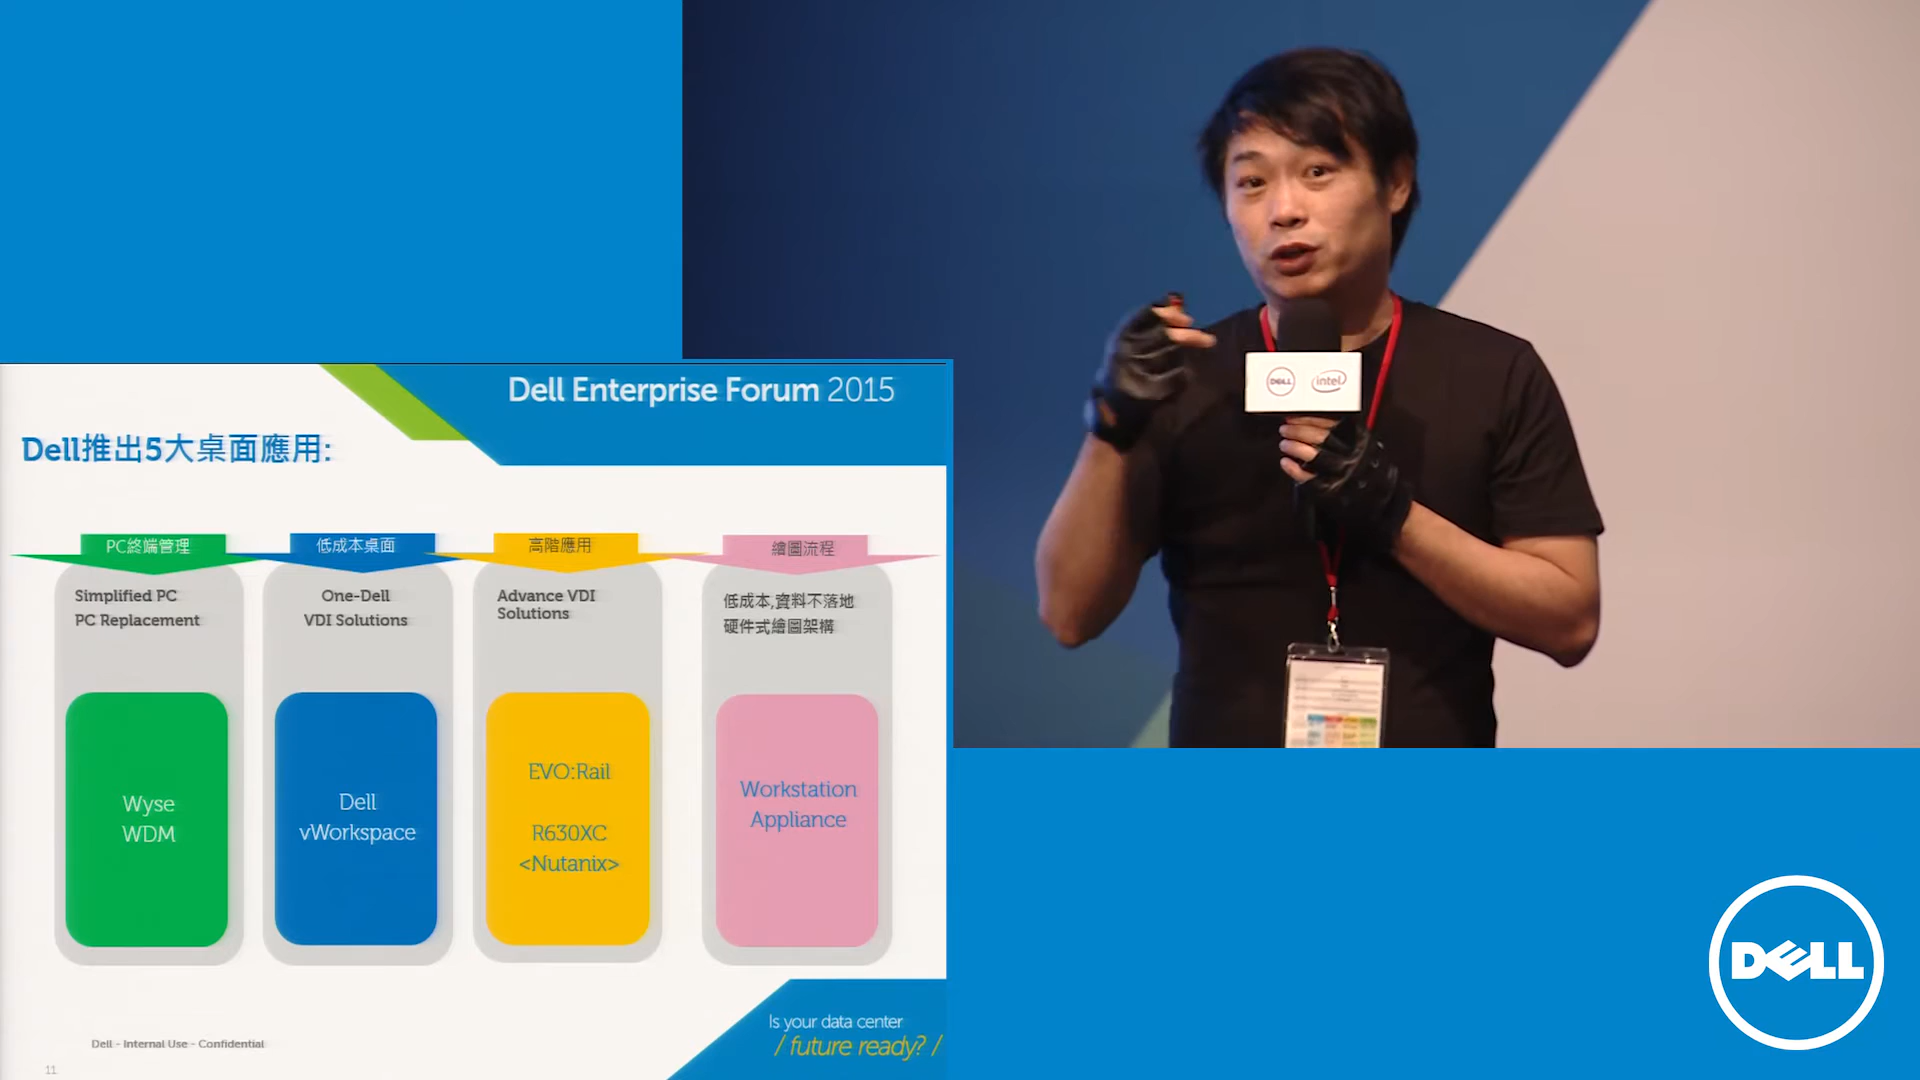 Dell Enterprise Forum 2015
Dell推出5大桌面應用:
PC終端管理
低成本桌面
高階應用
繪圖流程
Simplified PC
PC Replacement
One-Dell
VDI Solutions
Advance VDI
Solutions
低成本,資料不落地
硬件式繪圖架構
Wyse
WDM
Dell
vWorkspace
EVO:Rail
R630XC
<Nutanix>
Workstation
Appliance
Is your data center
/ future ready? /
Dell - Internal Use - Confidential
11
DELL
intel
DELL